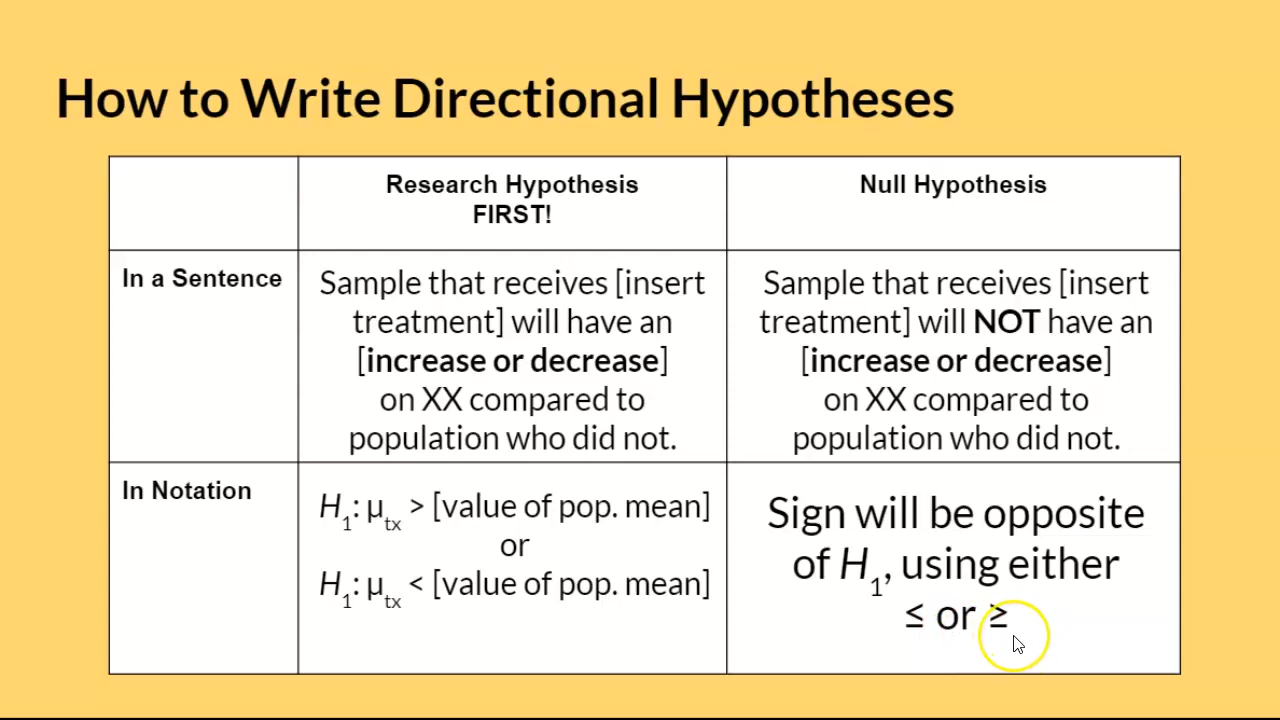 How to Write Directional Hypotheses
Research Hypothesis
FIRST!
Null Hypothesis
In a Sentence
Sample that receives [insert
treatment] will have an
[increase or decrease]
on XX compared to
population who did not.
Sample that receives [insert
treatment] will NOT have an
[increase or decrease]
on XX compared to
population who did not.
In Notation
H₁: μₜₓ > [value of pop. mean]
or
H₁: μₜₓ < [value of pop. mean]
Sign will be opposite
of H₁, using either
≤ or ≥